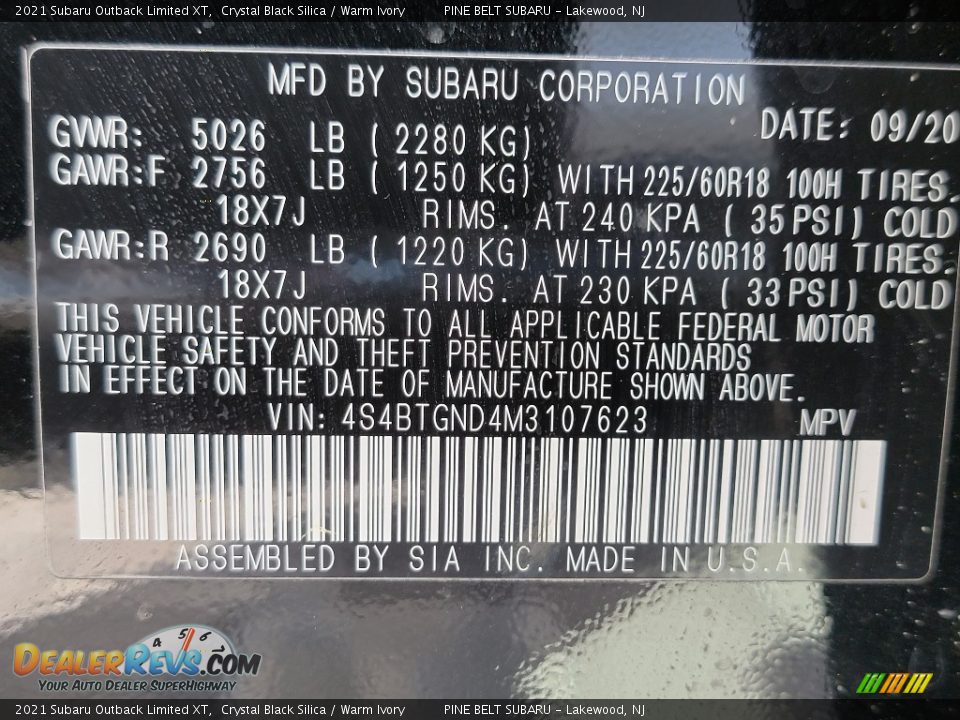 2021 Subaru Outback Limited XT, Crystal Black Silica / Warm Ivory PINE BELT SUBARU - Lakewood, NJ
MFD BY SUBARU CORPORATION
GVWR: 5026 LB ( 2280 KG) DATE: 09/20
GAWR:F 2756 LB ( 1250 KG) WITH 225/60R18 100H TIRES.
18X7J RIMS. AT 240 KPA ( 35 PSI) COLD
GAWR:R 2690 LB ( 1220 KG) WITH 225/60R18 100H TIRES.
18X7J RIMS. AT 230 KPA ( 33 PSI) COLD
THIS VEHICLE CONFORMS TO ALL APPLICABLE FEDERAL MOTOR
VEHICLE SAFETY AND THEFT PREVENTION STANDARDS
IN EFFECT ON THE DATE OF MANUFACTURE SHOWN ABOVE.
VIN: 4S4BTGND4M3107623 MPV
ASSEMBLED BY SIA INC. MADE IN U.S.A.
4 5 6
DEALERREVS.COM
YOUR AUTO DEALER SUPERHIGHWAY
2021 Subaru Outback Limited XT, Crystal Black Silica / Warm Ivory PINE BELT SUBARU - Lakewood, NJ